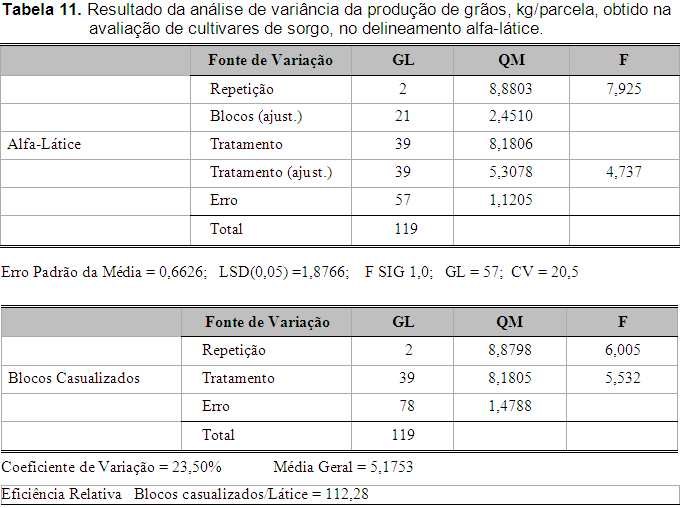 Tabela 11. Resultado da análise de variância da produção de grãos, kg/parcela, obtido na
avaliação de cultivares de sorgo, no delineamento alfa-látice.
Fonte de Variação GL QM F
Repetição 2 8,8803 7,925
Blocos (ajust.) 21 2,4510
Alfa-Látice Tratamento 39 8,1806
Tratamento (ajust.) 39 5,3078 4,737
Erro 57 1,1205
Total 119
Erro Padrão da Média = 0,6626; LSD(0,05) =1,8766; F SIG 1,0; GL = 57; CV = 20,5
Fonte de Variação GL QM F
Repetição 2 8,8798 6,005
Blocos Casualizados Tratamento 39 8,1805 5,532
Erro 78 1,4788
Total 119
Coeficiente de Variação = 23,50% Média Geral = 5,1753
Eficiência Relativa Blocos casualizados/Látice = 112,28